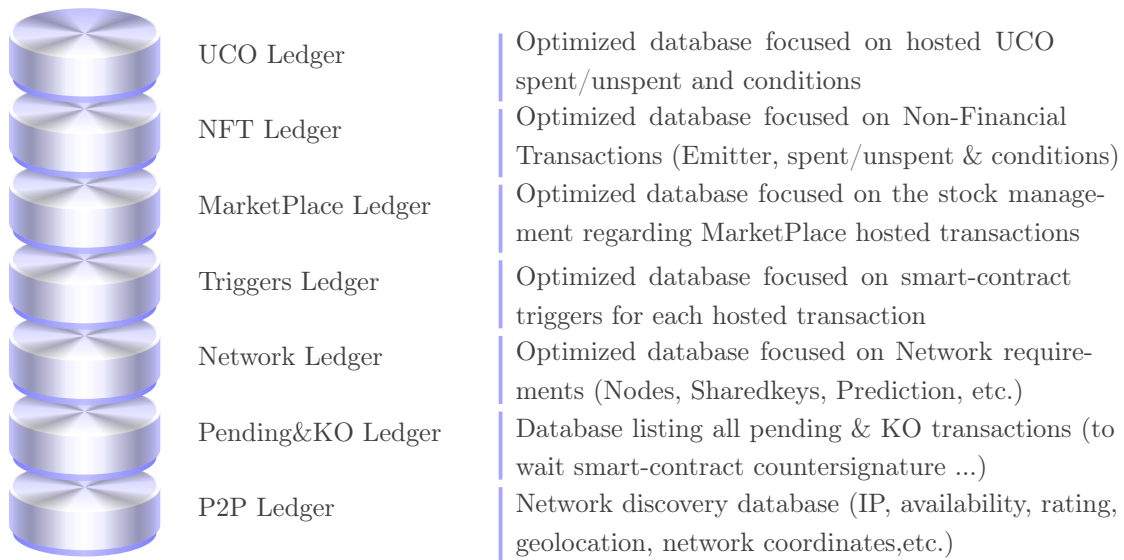 UCO Ledger
Optimized database focused on hosted UCO
spent/unspent and conditions
NFT Ledger
Optimized database focused on Non-Financial
Transactions (Emitter, spent/unspent & conditions)
MarketPlace Ledger
Optimized database focused on the stock manage-
ment regarding MarketPlace hosted transactions
Triggers Ledger
Optimized database focused on smart-contract
triggers for each hosted transaction
Network Ledger
Optimized database focused on Network require-
ments (Nodes, Sharedkeys, Prediction, etc.)
Pending&KO Ledger
Database listing all pending & KO transactions (to
wait smart-contract countersignature ...)
P2P Ledger
Network discovery database (IP, availability, rating,
geolocation, network coordinates,etc.)